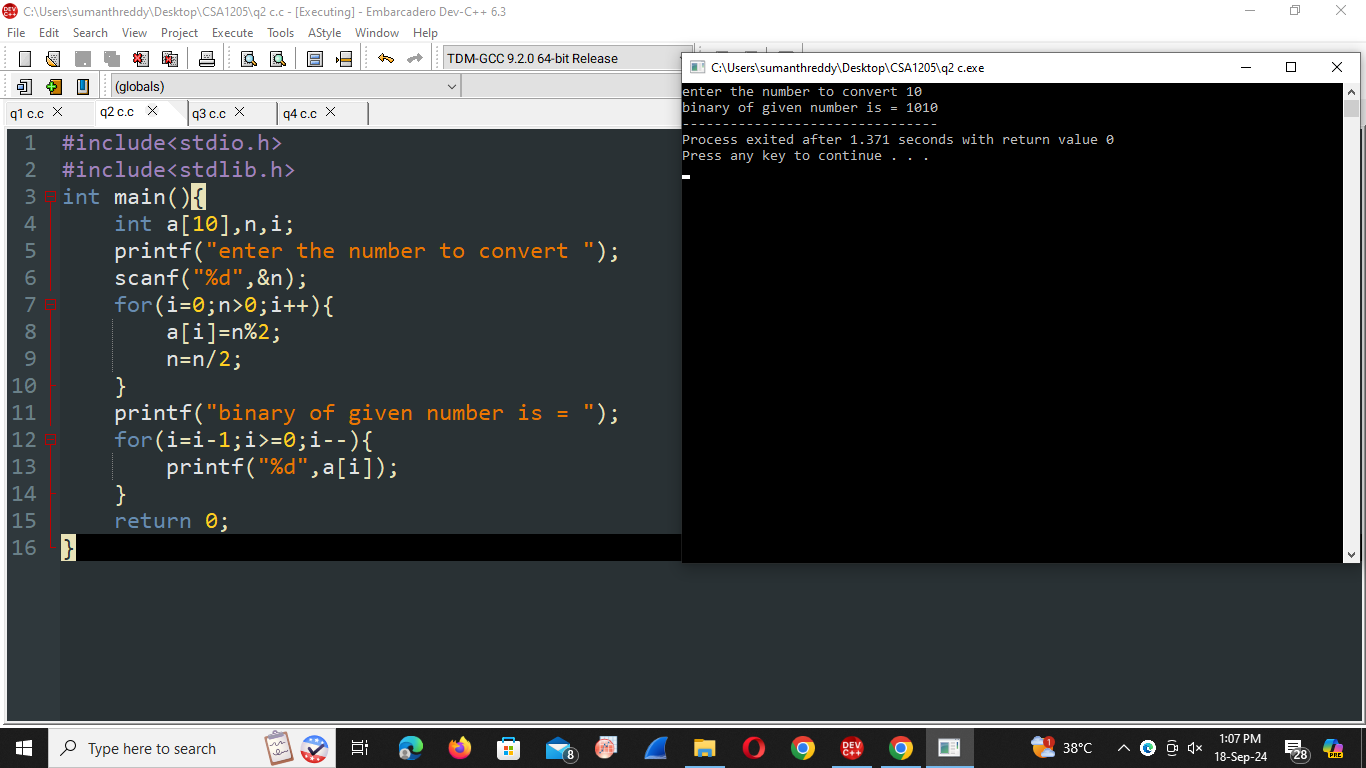 C:\Users\sumanthreddy\Desktop\CSA1205\q2 c.c - [Executing] - Embarcadero Dev-C++ 6.3
File Edit Search View Project Execute Tools AStyle Window Help
TDM-GCC 9.2.0 64-bit Release
(globals)
q1 c.c q2 c.c q3 c.c q4 c.c
1 #include<stdio.h>
2 #include<stdlib.h>
3 int main(){
4 int a[10],n,i;
5 printf("enter the number to convert ");
6 scanf("%d",&n);
7 for(i=0;n>0;i++){
8 a[i]=n%2;
9 n=n/2;
10 }
11 printf("binary of given number is = ");
12 for(i=i-1;i>=0;i--){
13 printf("%d",a[i]);
14 }
15 return 0;
16 }
C:\Users\sumanthreddy\Desktop\CSA1205\q2 c.exe
enter the number to convert 10
binary of given number is = 1010
--------------------------------
Process exited after 1.371 seconds with return value 0
Press any key to continue . . .
Type here to search
8
DEV C++
1
38°C
1:07 PM
18-Sep-24
28
PRE